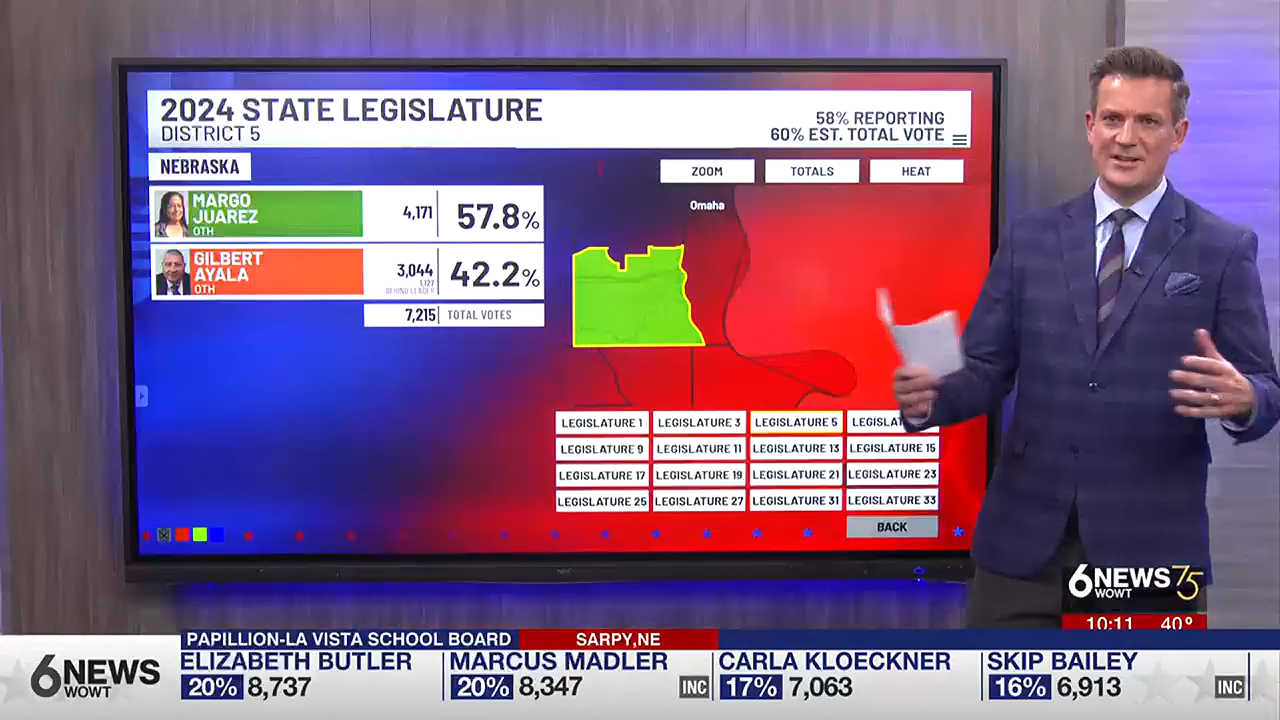 2024 STATE LEGISLATURE
DISTRICT 5
58% REPORTING
60% EST. TOTAL VOTE
NEBRASKA
ZOOM
TOTALS
HEAT
MARGO
JUAREZ
OTH
4,171
57.8%
GILBERT
AYALA
OTH
3,044
1,127
BEHIND LEADER
42.2%
7,215
TOTAL VOTES
Omaha
LEGISLATURE 1
LEGISLATURE 3
LEGISLATURE 5
LEGISLAT
LEGISLATURE 9
LEGISLATURE 11
LEGISLATURE 13
LEGISLATURE 15
LEGISLATURE 17
LEGISLATURE 19
LEGISLATURE 21
LEGISLATURE 23
LEGISLATURE 25
LEGISLATURE 27
LEGISLATURE 31
LEGISLATURE 33
BACK
6 NEWS 75
WOWT
10:11 40°
PAPILLION-LA VISTA SCHOOL BOARD
SARPY,NE
6 NEWS
WOWT
ELIZABETH BUTLER
20% 8,737
MARCUS MADLER
20% 8,347
INC
CARLA KLOECKNER
17% 7,063
SKIP BAILEY
16% 6,913
INC